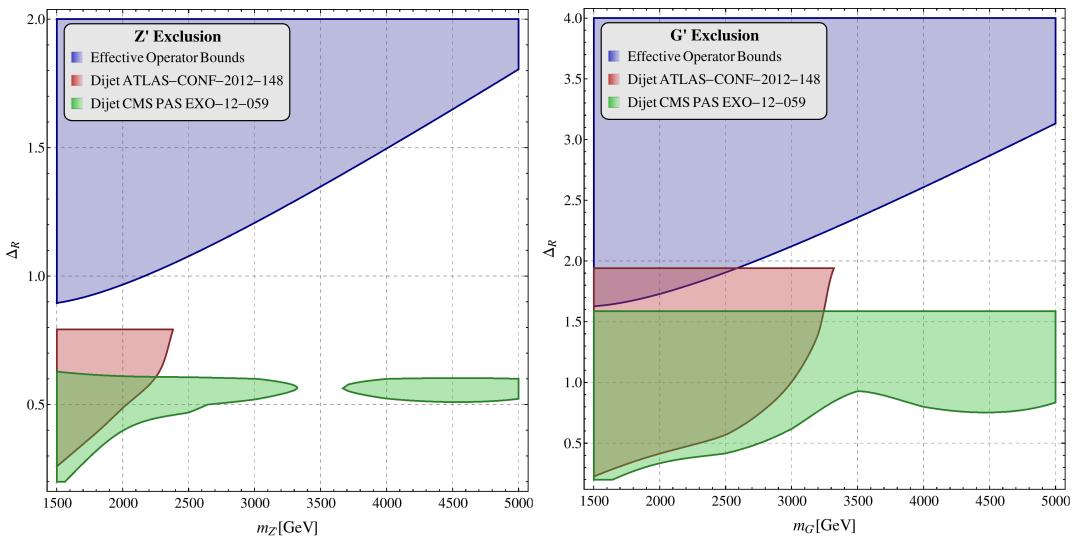 Z' Exclusion
Effective Operator Bounds
Dijet ATLAS−CONF−2012−148
Dijet CMS PAS EXO−12−059
2.0
1.5
1.0
0.5
Δ_R
1500 2000 2500 3000 3500 4000 4500 5000
m_Z'[GeV]
G' Exclusion
Effective Operator Bounds
Dijet ATLAS−CONF−2012−148
Dijet CMS PAS EXO−12−059
4.0
3.5
3.0
2.5
2.0
1.5
1.0
0.5
Δ_R
1500 2000 2500 3000 3500 4000 4500 5000
m_G'[GeV]